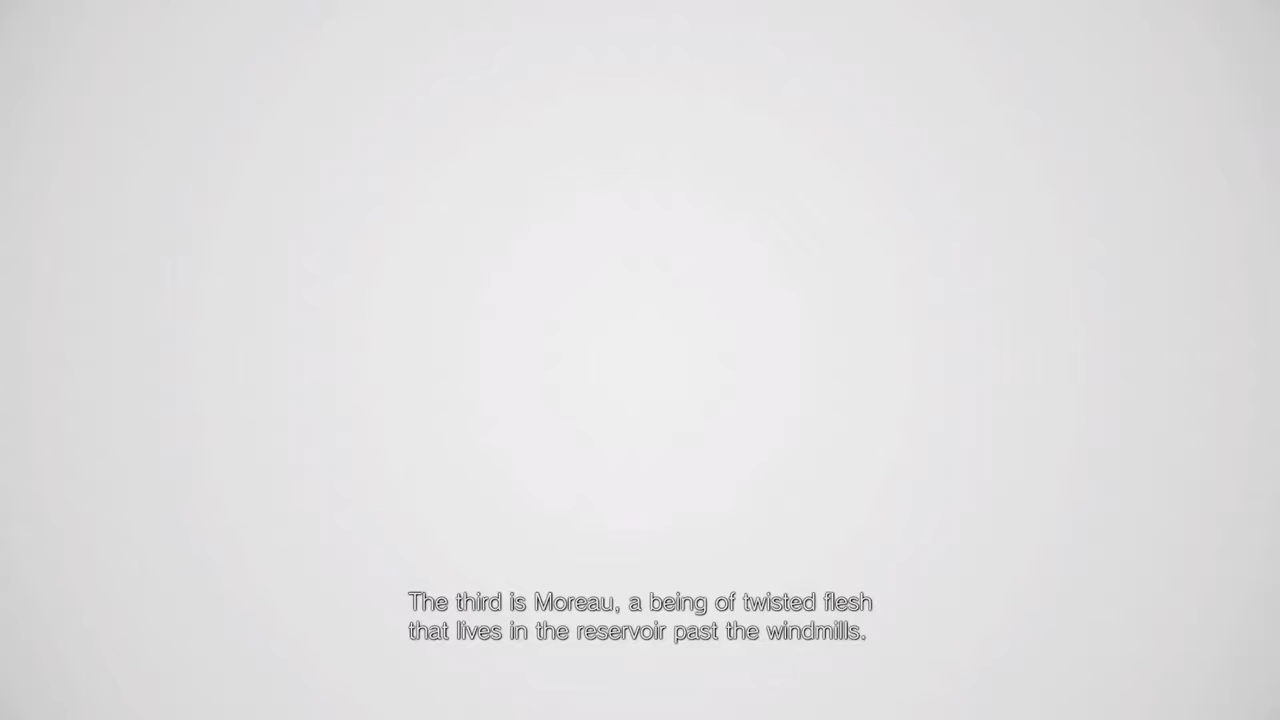 The third is Moreau, a being of twisted flesh
that lives in the reservoir past the windmills.